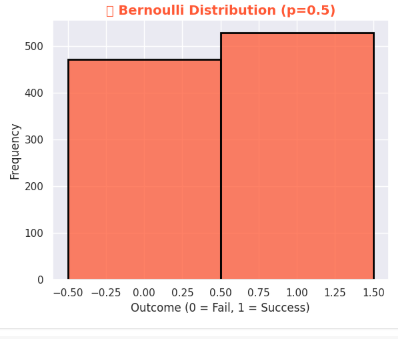 Bernoulli Distribution (p=0.5)
Frequency
500
400
300
200
100
0
−0.50 −0.25 0.00 0.25 0.50 0.75 1.00 1.25 1.50
Outcome (0 = Fail, 1 = Success)